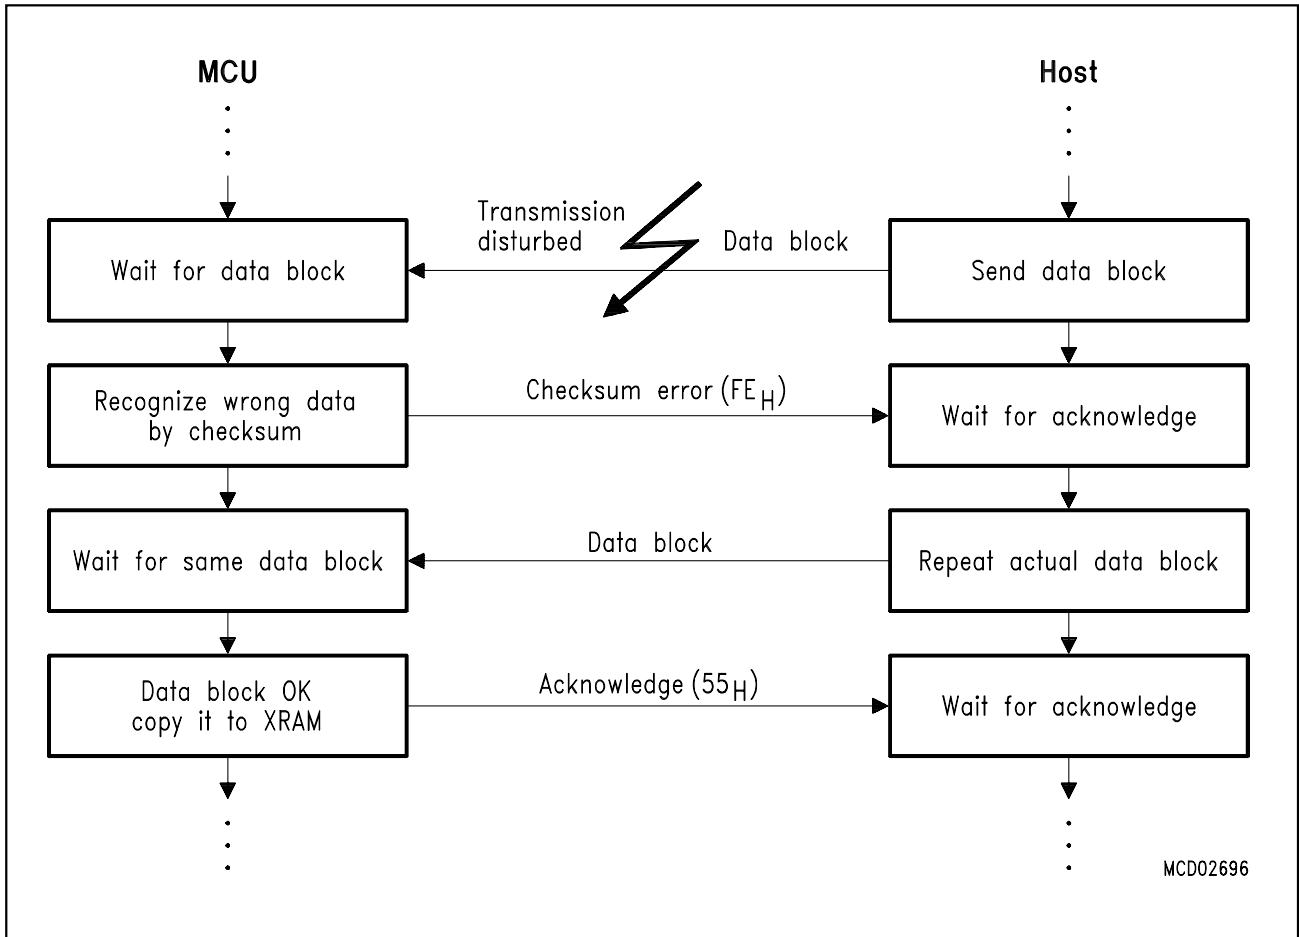 MCU
Host
Transmission
disturbed
Data block
Wait for data block
Send data block
Checksum error (FEH)
Recognize wrong data
by checksum
Wait for acknowledge
Data block
Wait for same data block
Repeat actual data block
Acknowledge (55H)
Data block OK
copy it to XRAM
Wait for acknowledge
MCD02696